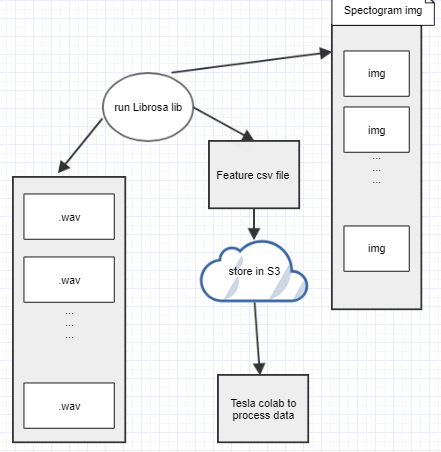 Spectogram img
img
run Librosa lib
img
...
...
...
Feature csv file
.wav
img
.wav
store in S3
...
...
...
.wav
Tesla colab to
process data